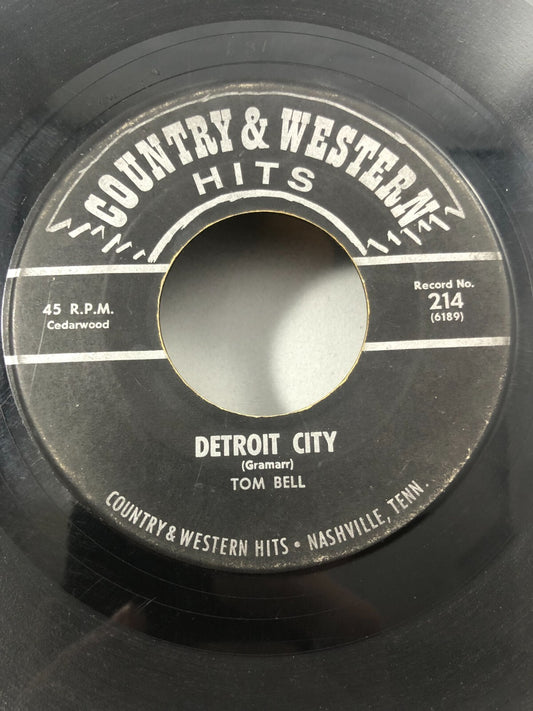 COUNTRY & WESTERN
HITS
45 R.P.M.
Cedarwood
Record No.
214
(6189)
DETROIT CITY
(Gramarr)
TOM BELL
COUNTRY & WESTERN HITS • NASHVILLE, TENN.